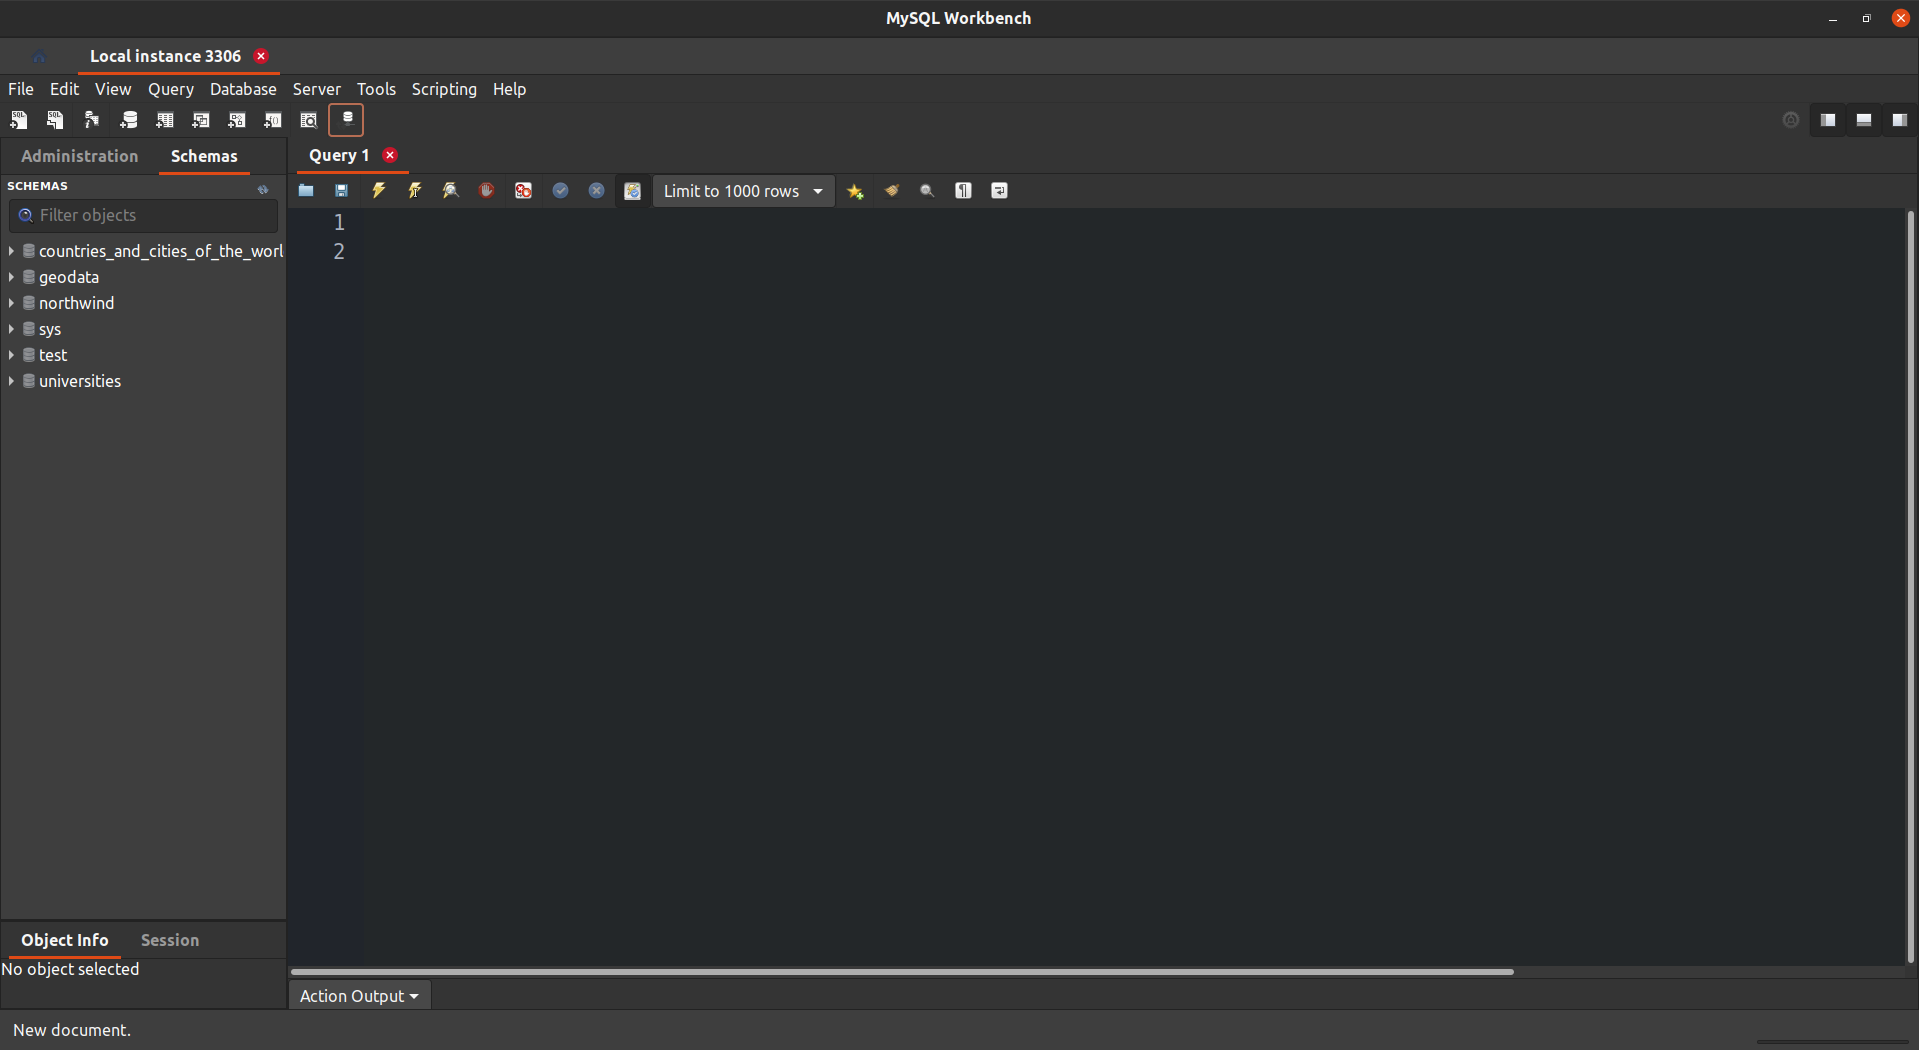 MySQL Workbench
Local instance 3306
File Edit View Query Database Server Tools Scripting Help
Administration Schemas
Query 1
SCHEMAS
Limit to 1000 rows
Filter objects
1
2
countries_and_cities_of_the_worl
geodata
northwind
sys
test
universities
Object Info Session
No object selected
Action Output
New document.